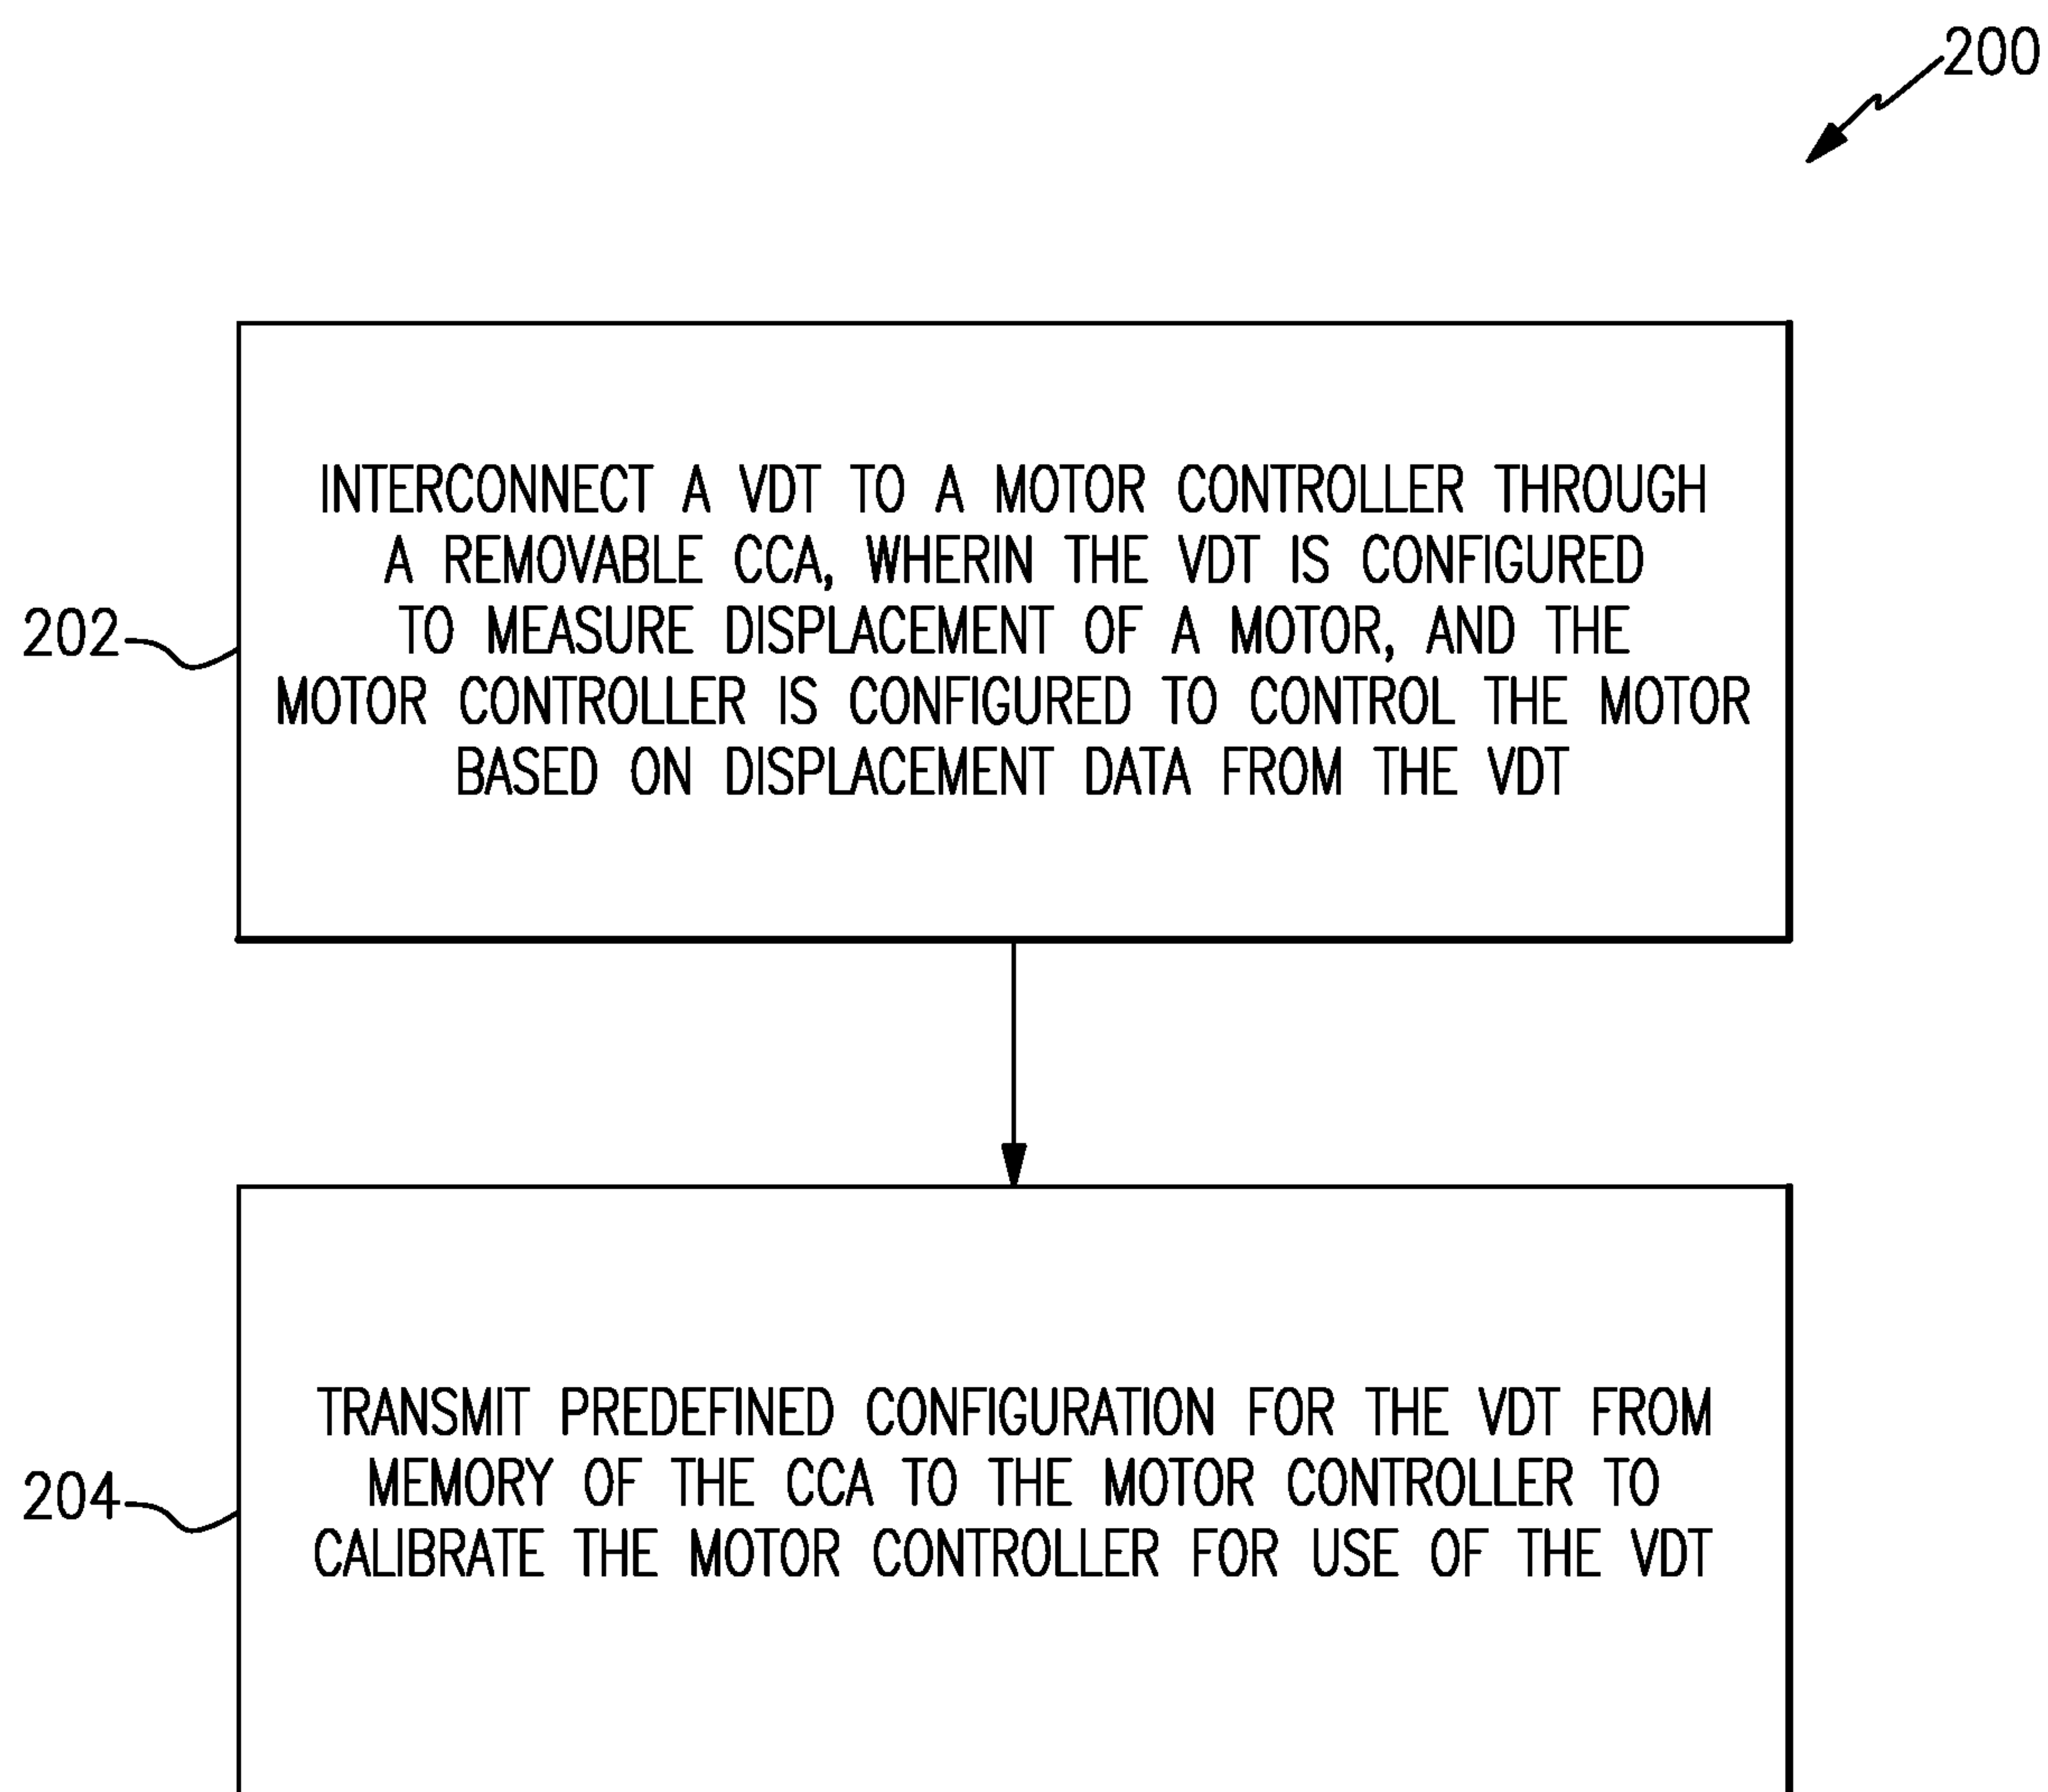 200
INTERCONNECT A VDT TO A MOTOR CONTROLLER THROUGH
A REMOVABLE CCA, WHERIN THE VDT IS CONFIGURED
TO MEASURE DISPLACEMENT OF A MOTOR, AND THE
MOTOR CONTROLLER IS CONFIGURED TO CONTROL THE MOTOR
BASED ON DISPLACEMENT DATA FROM THE VDT
202
TRANSMIT PREDEFINED CONFIGURATION FOR THE VDT FROM
MEMORY OF THE CCA TO THE MOTOR CONTROLLER TO
CALIBRATE THE MOTOR CONTROLLER FOR USE OF THE VDT
204